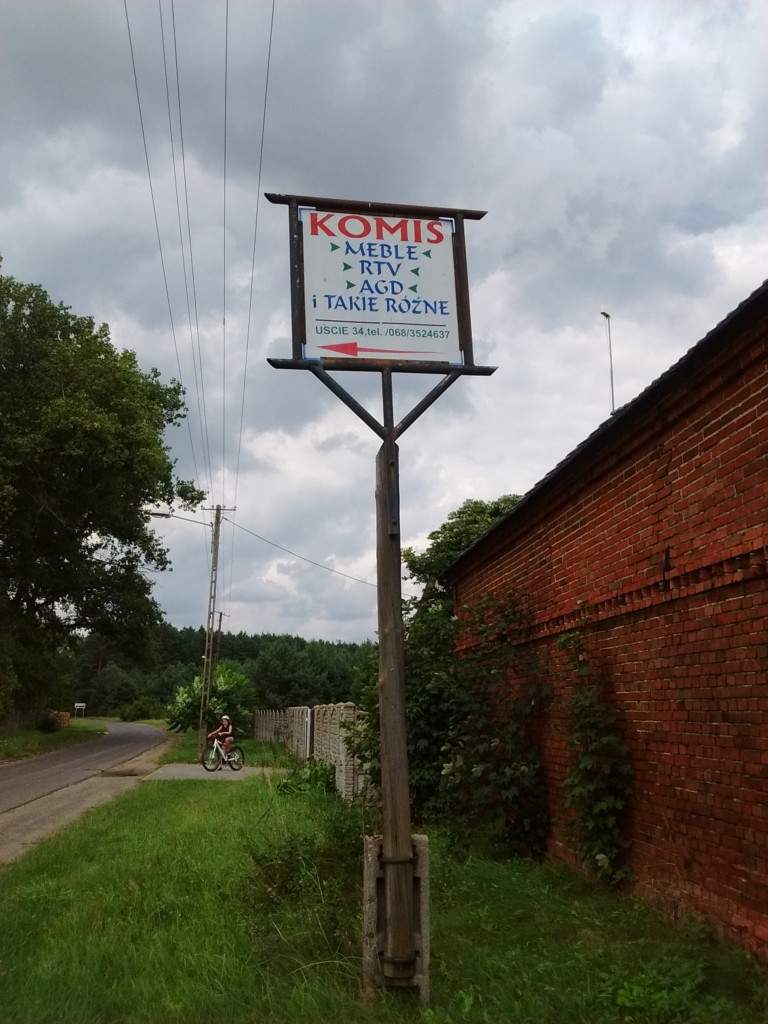 KOMIS
MEBLE
RTV
AGD
i TAKIE RÓŻNE
UŚCIE 34,tel. /068/3524637